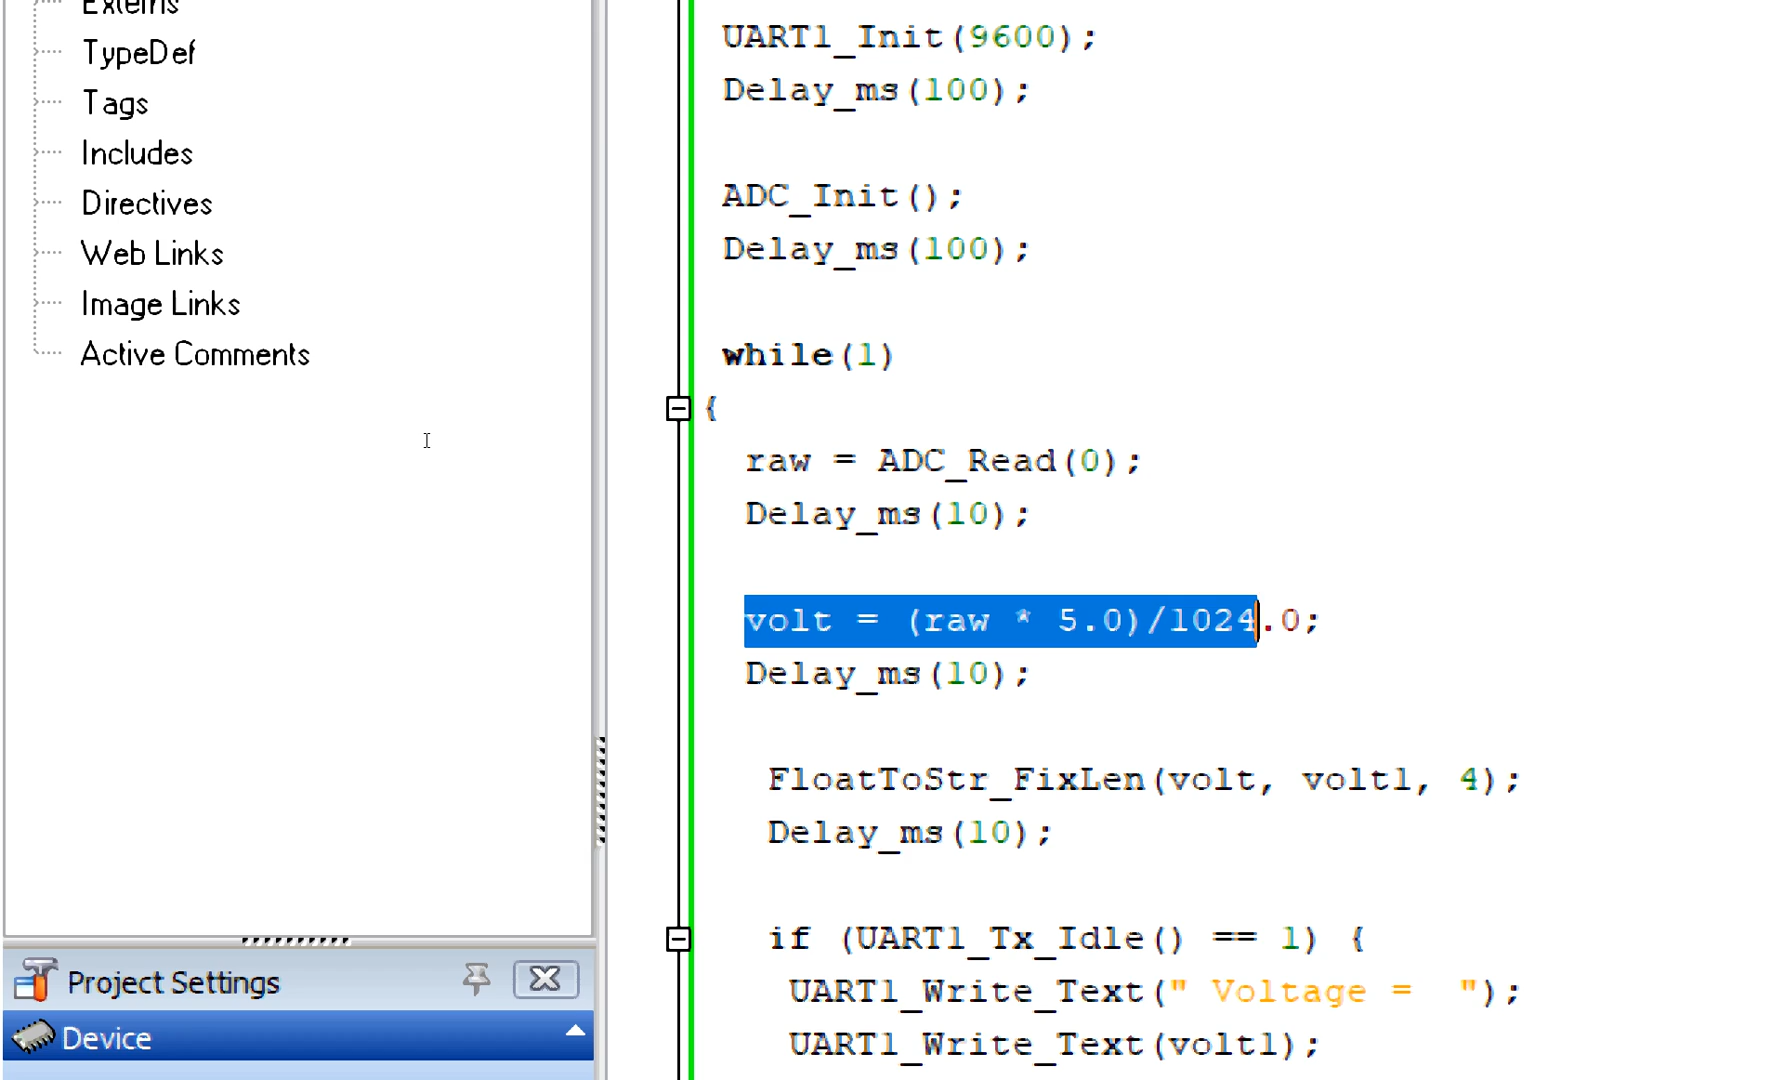 Externs
TypeDef
Tags
Includes
Directives
Web Links
Image Links
Active Comments
Project Settings
Device
UART1_Init(9600);
Delay_ms(100);
ADC_Init();
Delay_ms(100);
while(1)
{
raw = ADC_Read(0);
Delay_ms(10);
volt = (raw * 5.0)/1024.0;
Delay_ms(10);
FloatToStr_FixLen(volt, volt1, 4);
Delay_ms(10);
if (UART1_Tx_Idle() == 1) {
UART1_Write_Text(" Voltage =  ");
UART1_Write_Text(volt1);